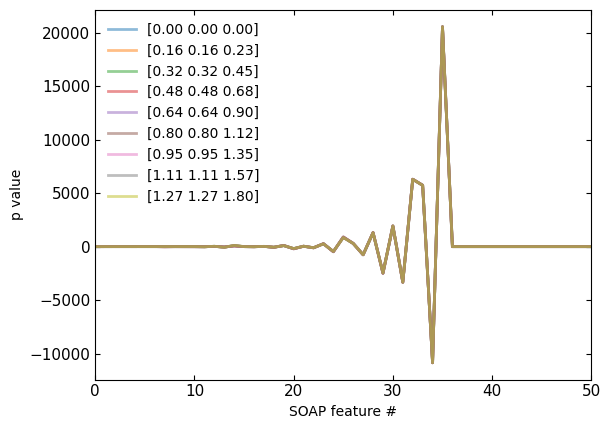 20000
15000
10000
5000
0
−5000
−10000
p value
[0.00 0.00 0.00]
[0.16 0.16 0.23]
[0.32 0.32 0.45]
[0.48 0.48 0.68]
[0.64 0.64 0.90]
[0.80 0.80 1.12]
[0.95 0.95 1.35]
[1.11 1.11 1.57]
[1.27 1.27 1.80]
0 10 20 30 40 50
SOAP feature #